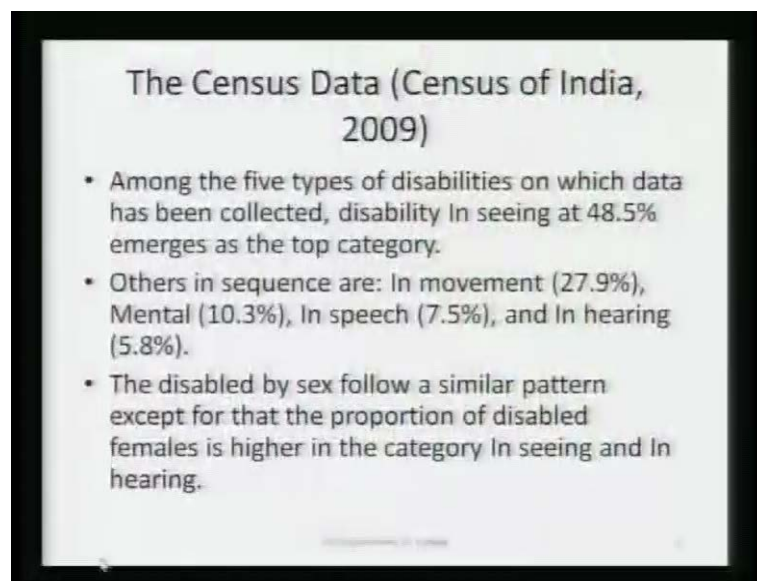 The Census Data (Census of India,
2009)
• Among the five types of disabilities on which data
has been collected, disability In seeing at 48.5%
emerges as the top category.
• Others in sequence are: In movement (27.9%),
Mental (10.3%), In speech (7.5%), and In hearing
(5.8%).
• The disabled by sex follow a similar pattern
except for that the proportion of disabled
females is higher in the category In seeing and In
hearing.